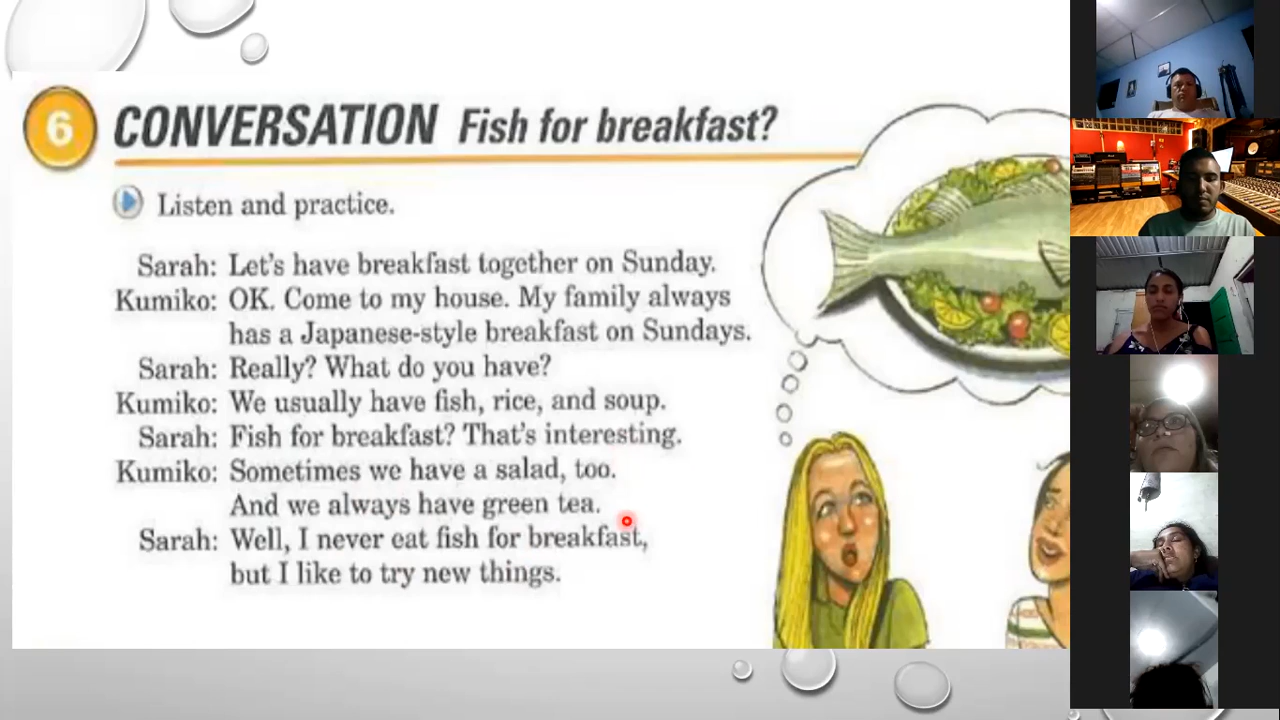 6 CONVERSATION Fish for breakfast?
Listen and practice.
Sarah: Let's have breakfast together on Sunday.
Kumiko: OK. Come to my house. My family always
has a Japanese-style breakfast on Sundays.
Sarah: Really? What do you have?
Kumiko: We usually have fish, rice, and soup.
Sarah: Fish for breakfast? That's interesting.
Kumiko: Sometimes we have a salad, too.
And we always have green tea.
Sarah: Well, I never eat fish for breakfast,
but I like to try new things.